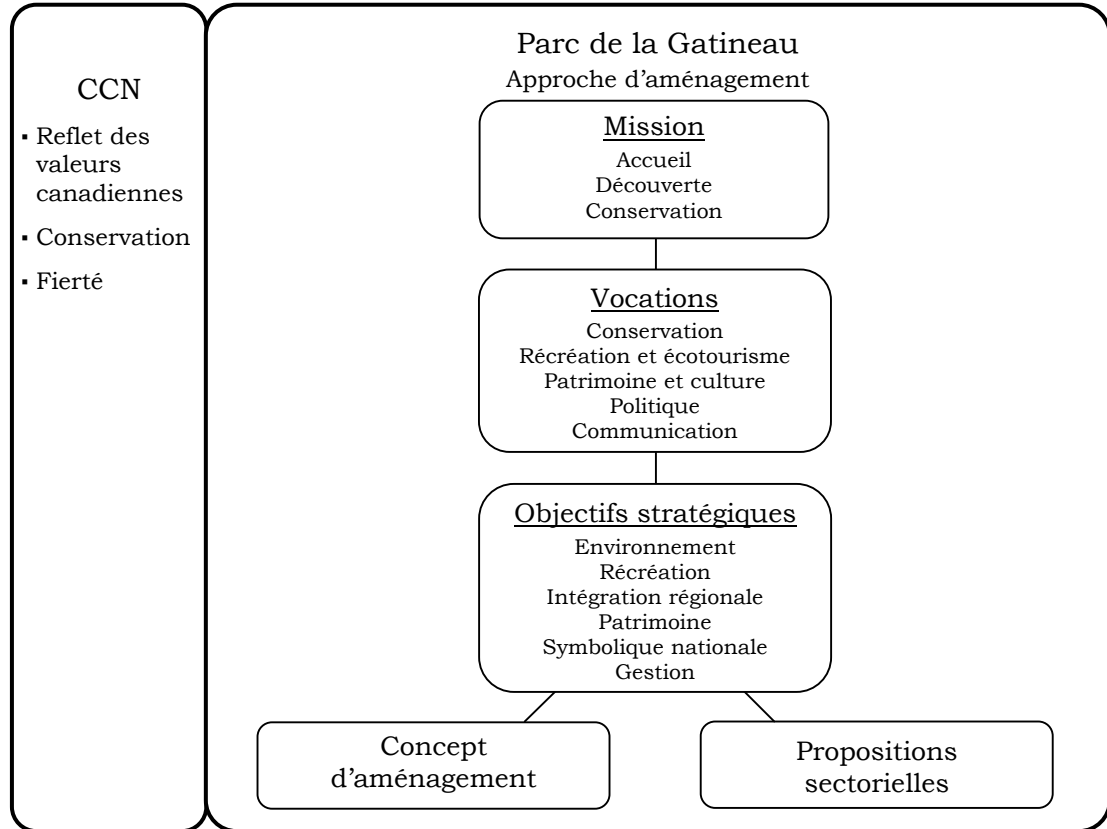 CCN
▪ Reflet des
valeurs
canadiennes
▪ Conservation
▪ Fierté
Parc de la Gatineau
Approche d’aménagement
Mission
Accueil
Découverte
Conservation
Vocations
Conservation
Récréation et écotourisme
Patrimoine et culture
Politique
Communication
Objectifs stratégiques
Environnement
Récréation
Intégration régionale
Patrimoine
Symbolique nationale
Gestion
Concept
d’aménagement
Propositions
sectorielles